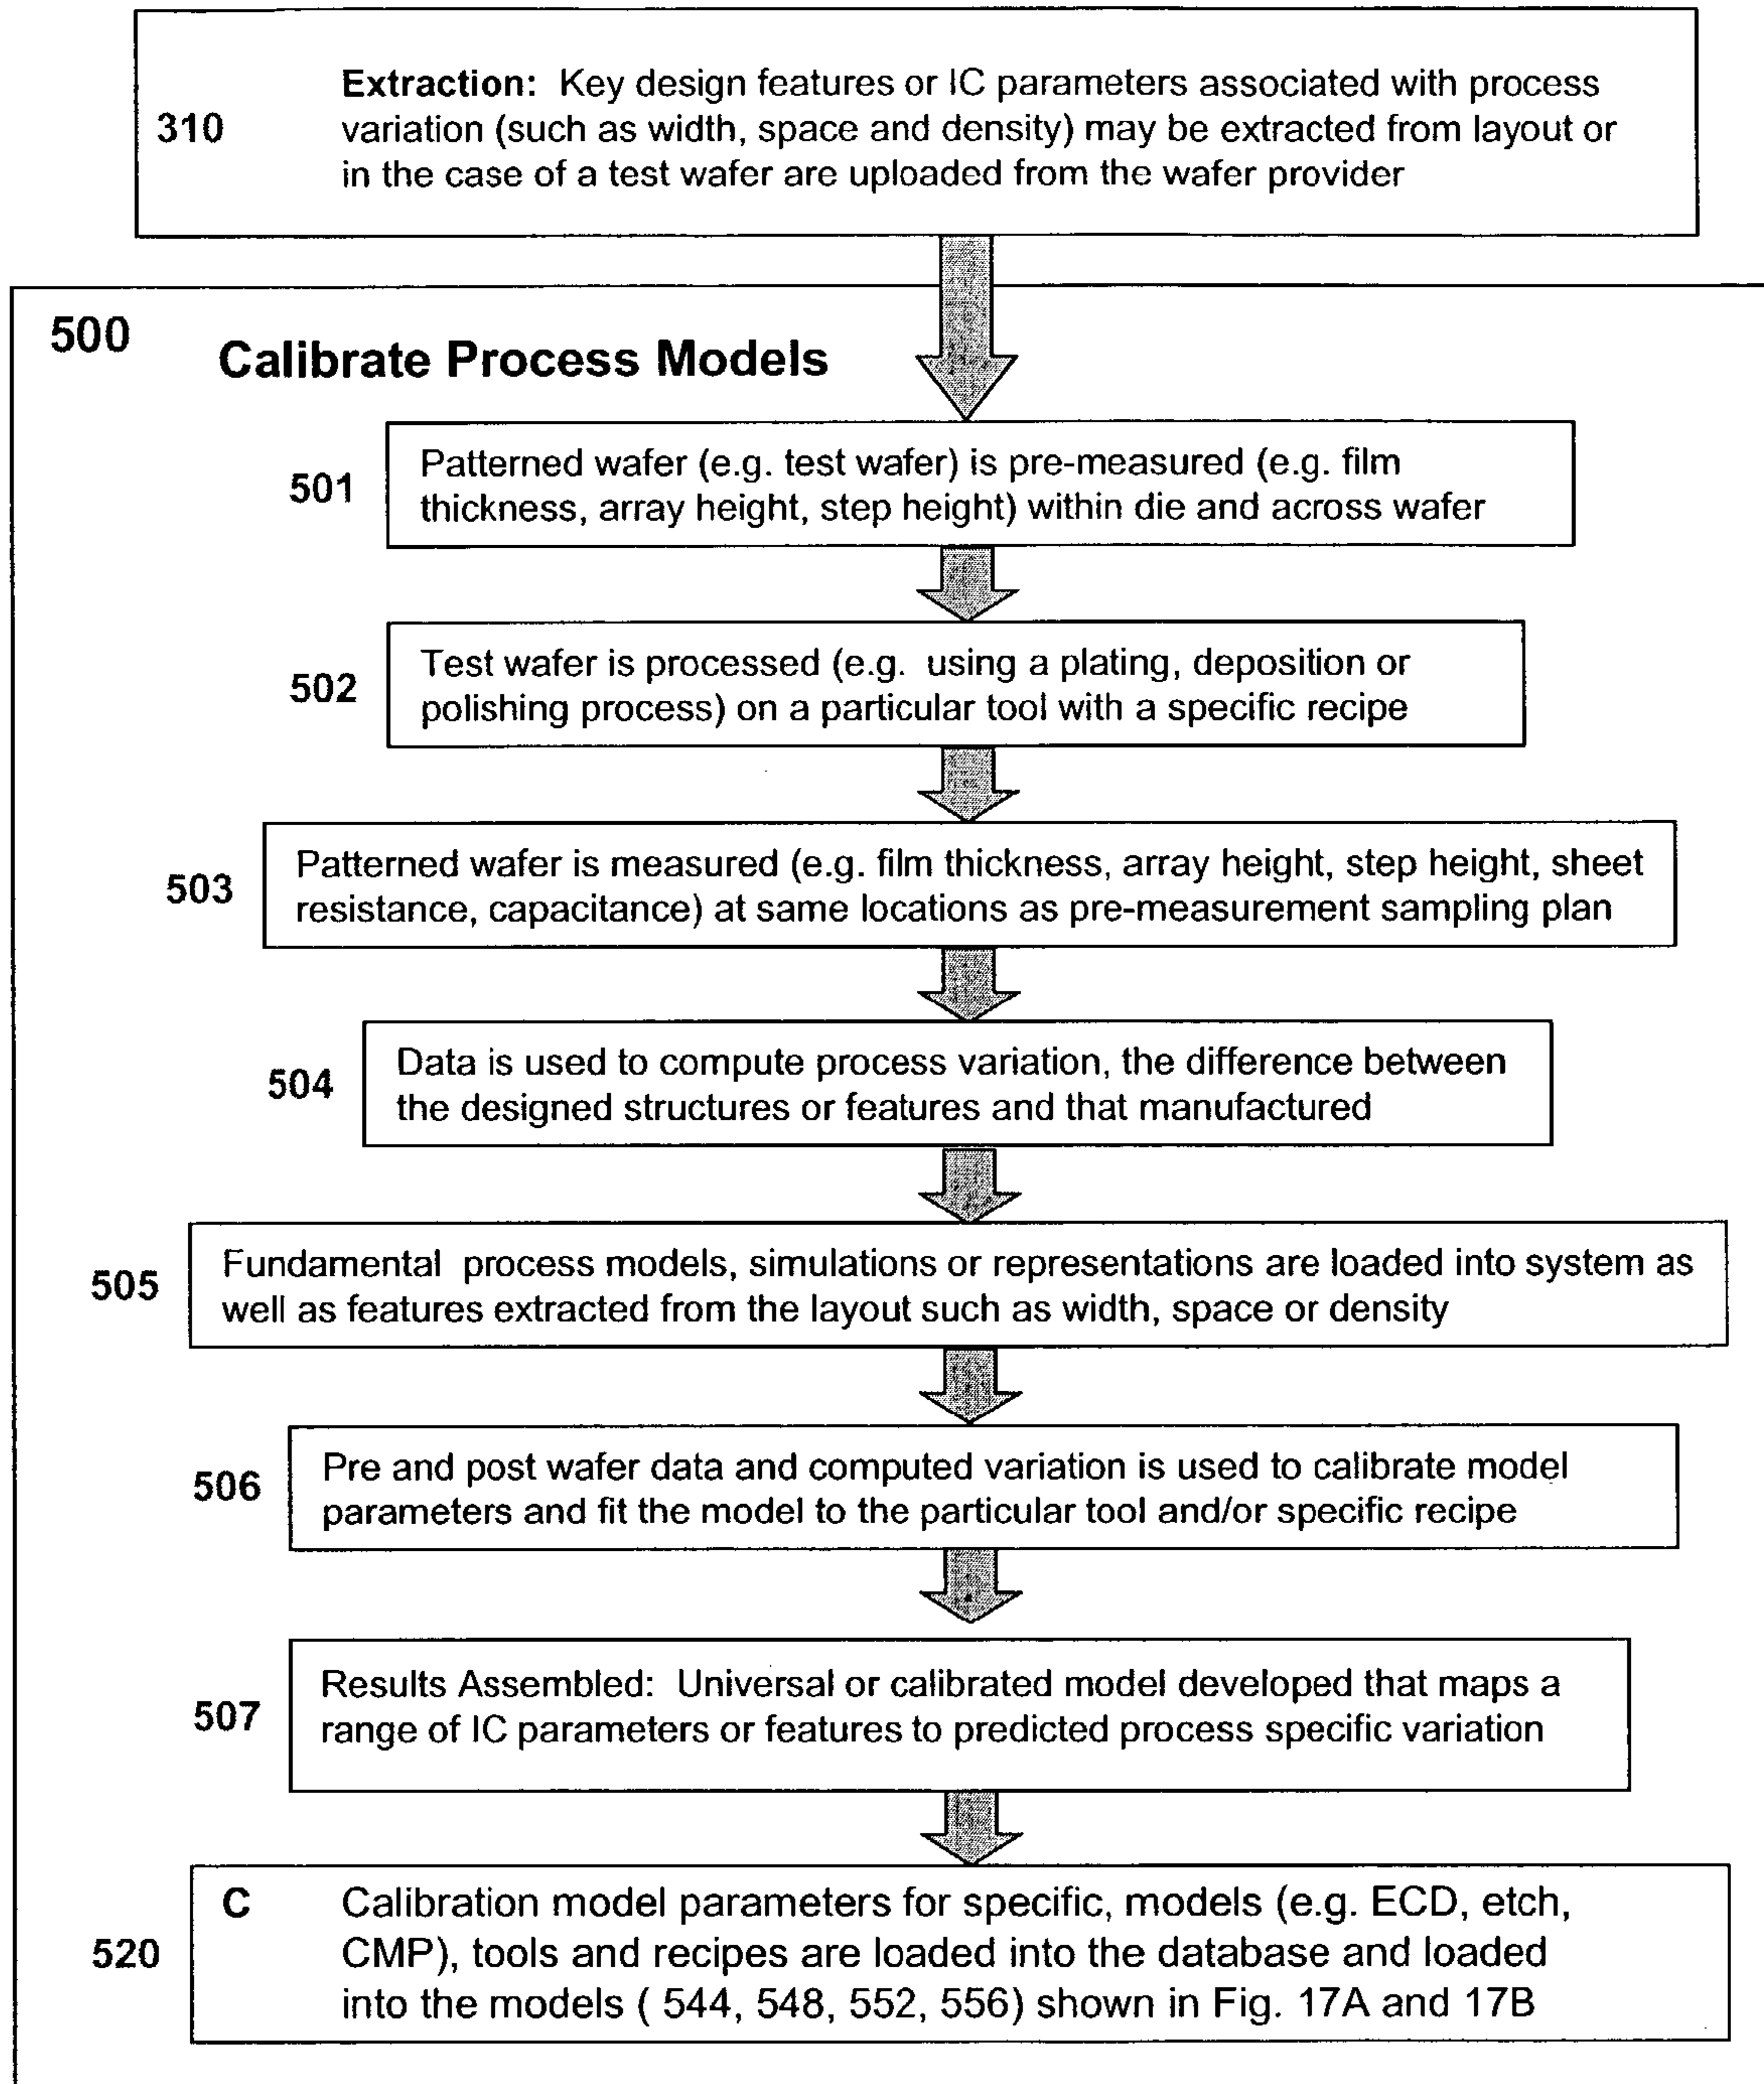 310
Extraction: Key design features or IC parameters associated with process
variation (such as width, space and density) may be extracted from layout or
in the case of a test wafer are uploaded from the wafer provider
500
Calibrate Process Models
501
Patterned wafer (e.g. test wafer) is pre-measured (e.g. film
thickness, array height, step height) within die and across wafer
502
Test wafer is processed (e.g. using a plating, deposition or
polishing process) on a particular tool with a specific recipe
503
Patterned wafer is measured (e.g. film thickness, array height, step height, sheet
resistance, capacitance) at same locations as pre-measurement sampling plan
504
Data is used to compute process variation, the difference between
the designed structures or features and that manufactured
505
Fundamental process models, simulations or representations are loaded into system as
well as features extracted from the layout such as width, space or density
506
Pre and post wafer data and computed variation is used to calibrate model
parameters and fit the model to the particular tool and/or specific recipe
507
Results Assembled: Universal or calibrated model developed that maps a
range of IC parameters or features to predicted process specific variation
520
C Calibration model parameters for specific, models (e.g. ECD, etch,
CMP), tools and recipes are loaded into the database and loaded
into the models ( 544, 548, 552, 556) shown in Fig. 17A and 17B